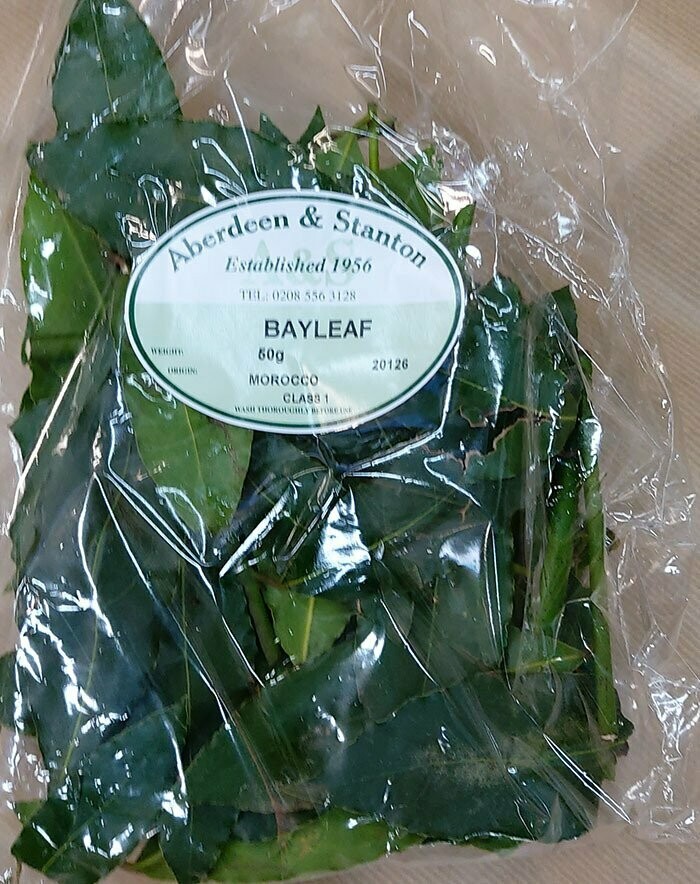 Aberdeen & Stanton
A&S
Established 1956
TEL: 0208 556 3128
BAYLEAF
WEIGHT: 50g
20126
ORIGIN: MOROCCO
CLASS 1
WASH THOROUGHLY BEFORE USE